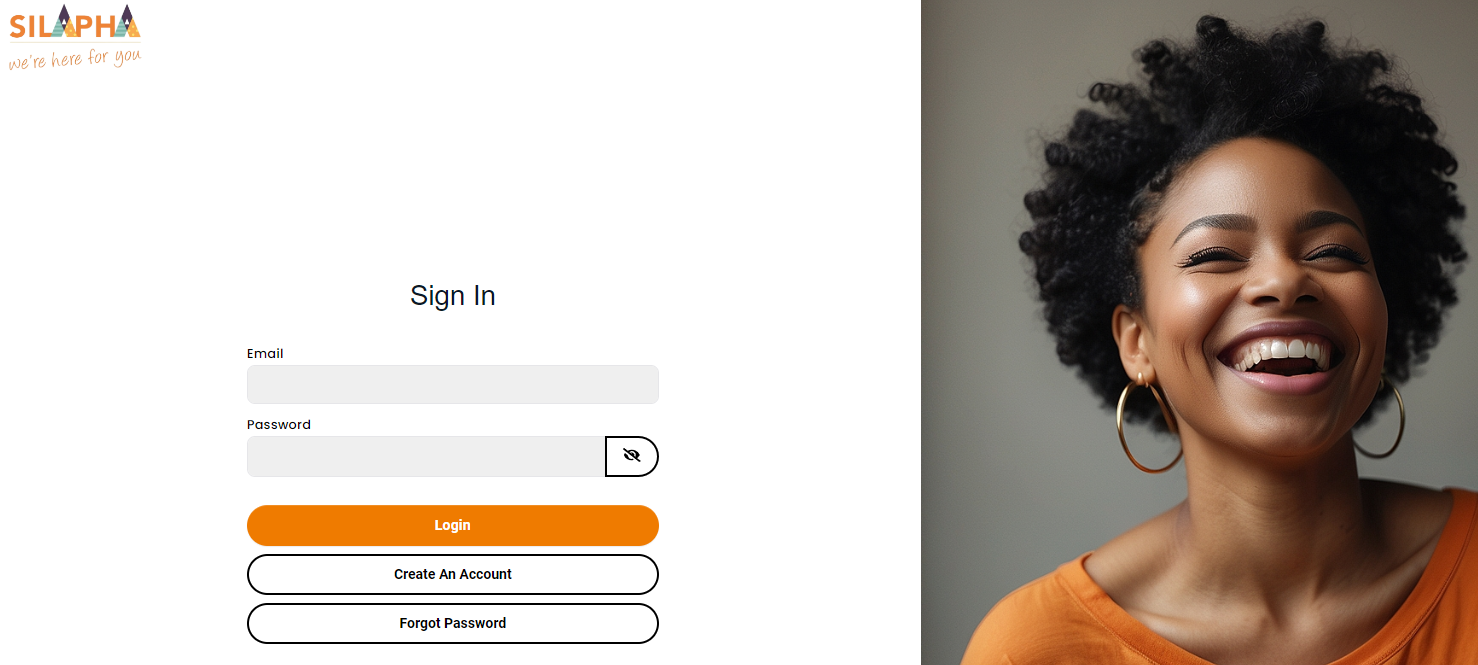 SILAPHA
we're here for you
Sign In
Email
Password
Login
Create An Account
Forgot Password